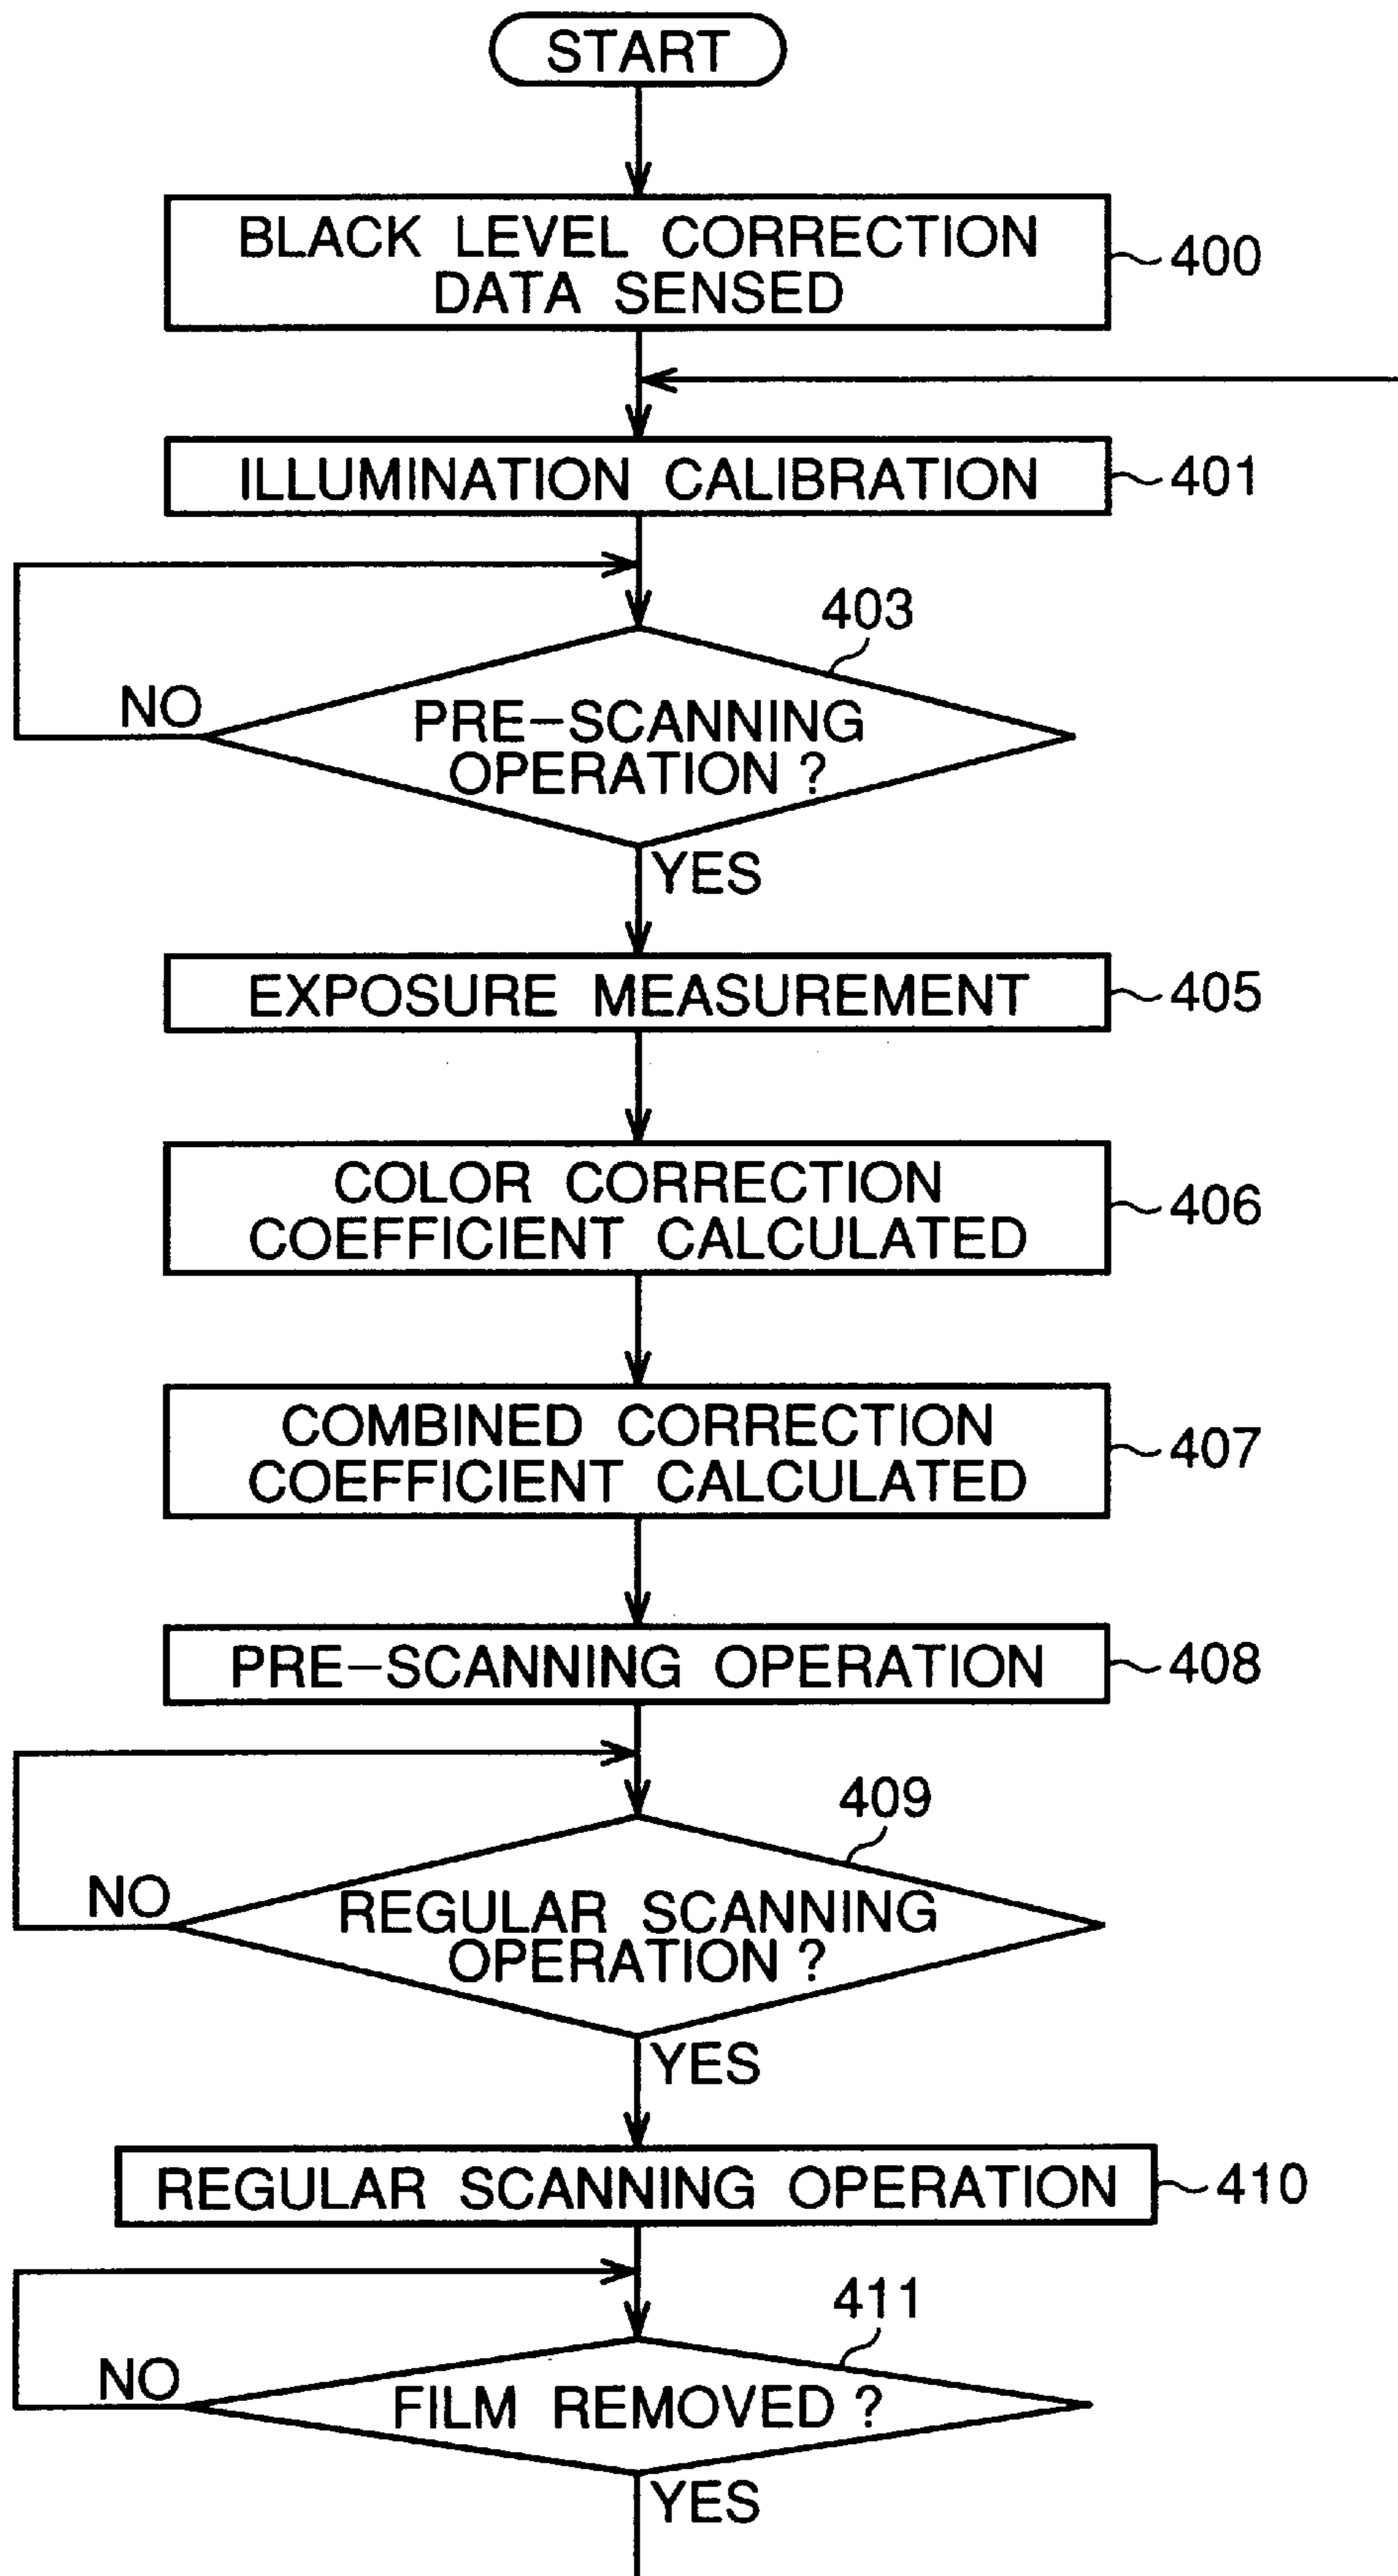 START
BLACK LEVEL CORRECTION
DATA SENSED
400
ILLUMINATION CALIBRATION
401
403
NO
PRE-SCANNING
OPERATION ?
YES
EXPOSURE MEASUREMENT
405
COLOR CORRECTION
COEFFICIENT CALCULATED
406
COMBINED CORRECTION
COEFFICIENT CALCULATED
407
PRE-SCANNING OPERATION
408
409
NO
REGULAR SCANNING
OPERATION ?
YES
REGULAR SCANNING OPERATION
410
411
NO
FILM REMOVED ?
YES